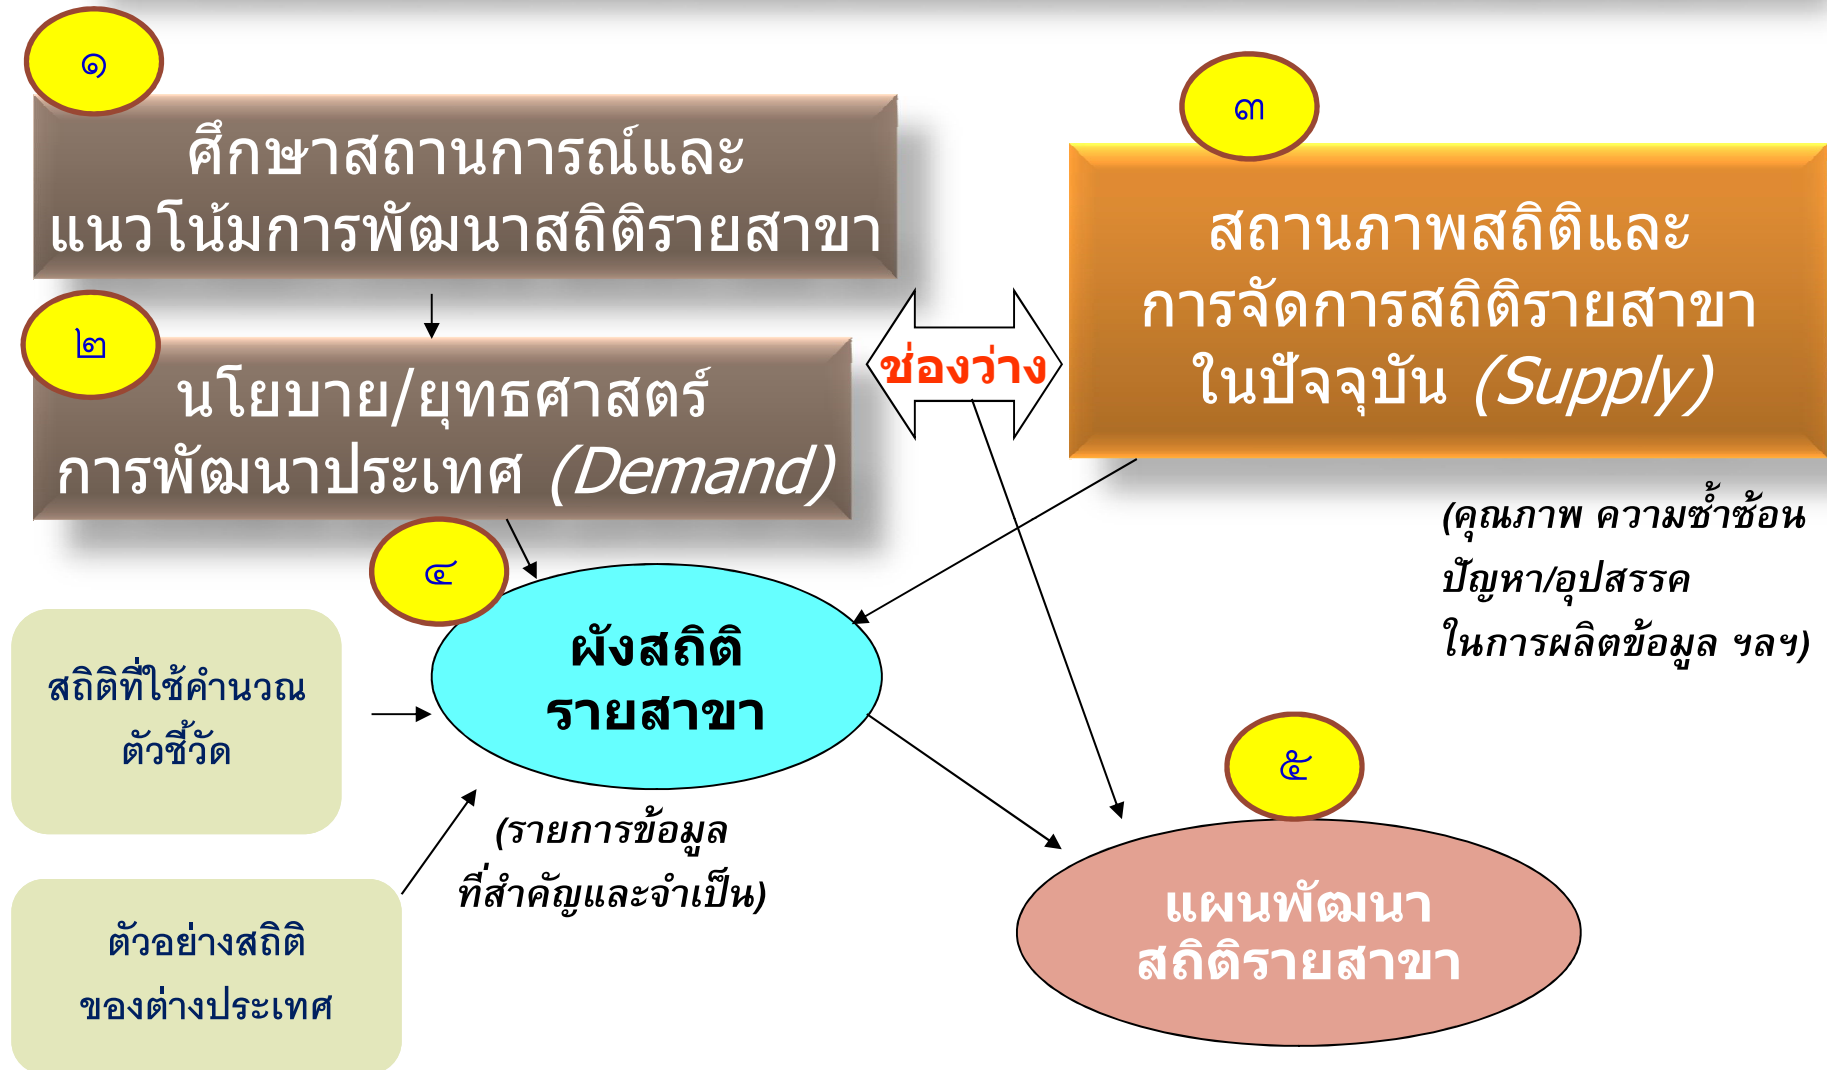 ๑
ศึกษาสถานการณ์และ
แนวโน้มการพัฒนาสถิติรายสาขา
๒
นโยบาย/ยุทธศาสตร์
การพัฒนาประเทศ (Demand)
ช่องว่าง
๓
สถานภาพสถิติและ
การจัดการสถิติรายสาขา
ในปัจจุบัน (Supply)
(คุณภาพ ความซ้ำซ้อน
ปัญหา/อุปสรรค
ในการผลิตข้อมูล ฯลฯ)
๔
ผังสถิติ
รายสาขา
(รายการข้อมูล
ที่สำคัญและจำเป็น)
สถิติที่ใช้คำนวณ
ตัวชี้วัด
ตัวอย่างสถิติ
ของต่างประเทศ
๕
แผนพัฒนา
สถิติรายสาขา